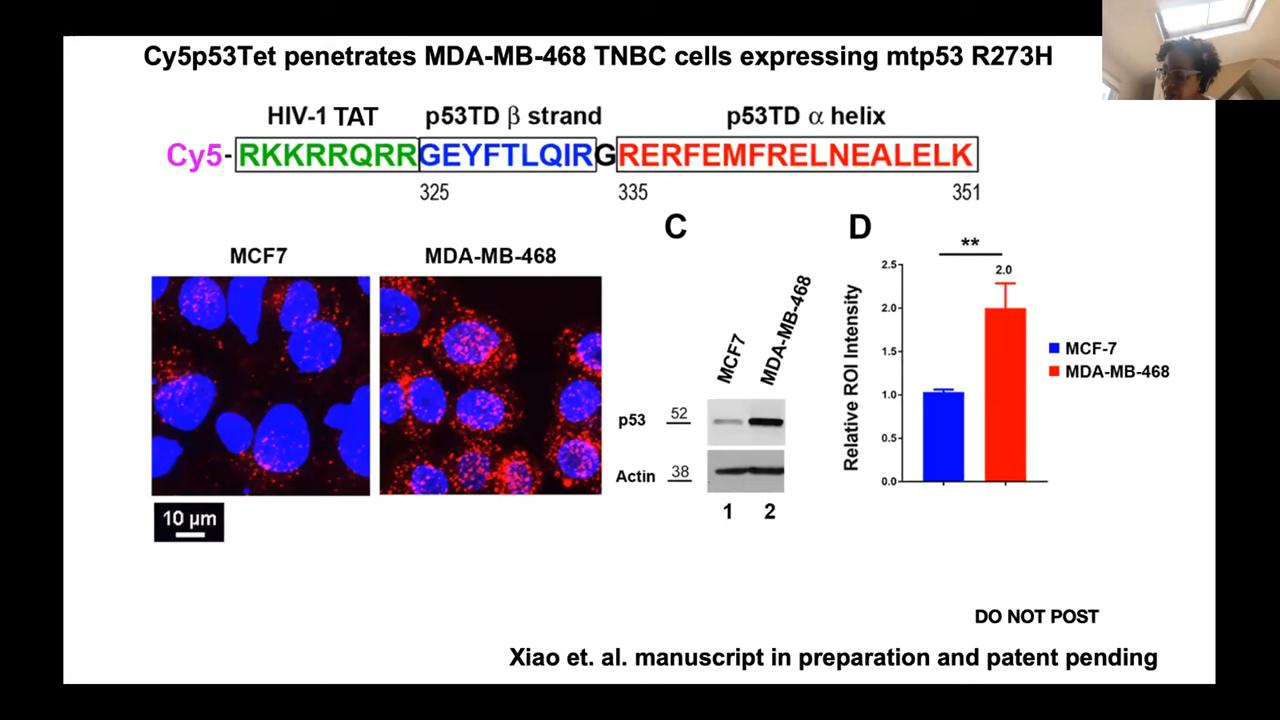 Cy5p53Tet penetrates MDA-MB-468 TNBC cells expressing mtp53 R273H
HIV-1 TAT p53TD β strand p53TD α helix
Cy5-RKKRRQRRGEYFTLQIRGRERFEMFRELNEALELK
325 335 351
C D
MCF7 MDA-MB-468
10 µm
MCF7 MDA-MB-468
p53 52
Actin 38
1 2
**
2.0
Relative ROI Intensity
2.5
2.0
1.5
1.0
0.5
0.0
MCF-7
MDA-MB-468
DO NOT POST
Xiao et. al. manuscript in preparation and patent pending